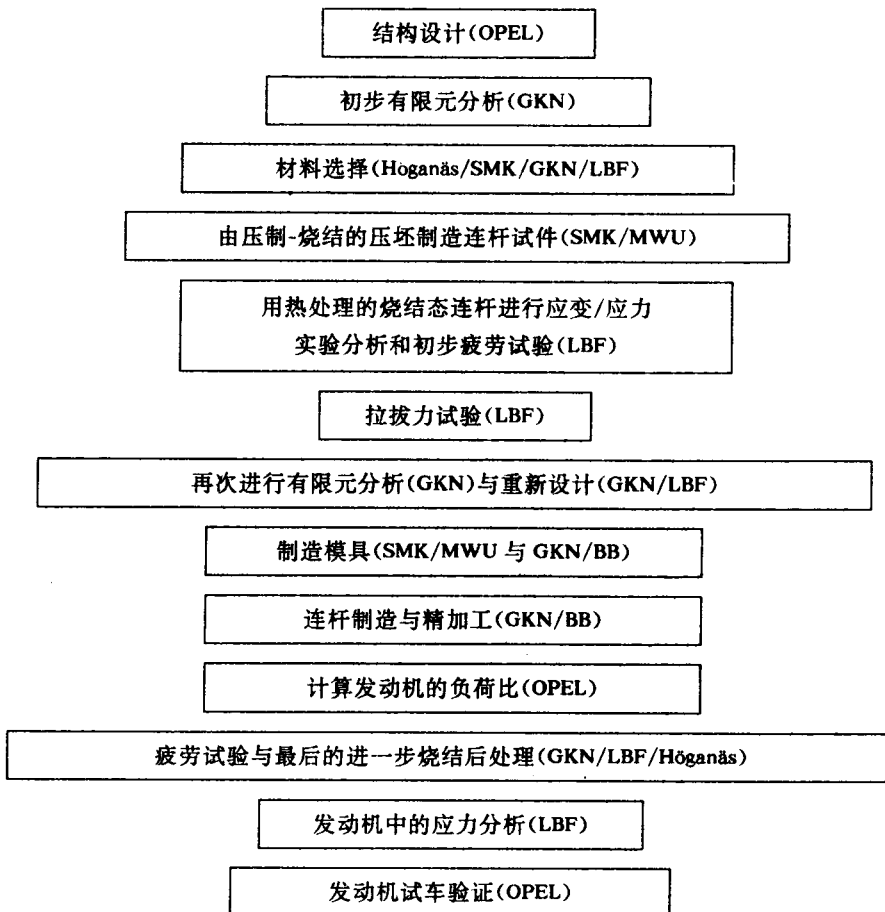 结构设计(OPEL)
初步有限元分析(GKN)
材料选择(Höganäs/SMK/GKN/LBF)
由压制-烧结的压坯制造连杆试件(SMK/MWU)
用热处理的烧结态连杆进行应变/应力
实验分析和初步疲劳试验(LBF)
拉拔力试验(LBF)
再次进行有限元分析(GKN)与重新设计(GKN/LBF)
制造模具(SMK/MWU 与 GKN/BB)
连杆制造与精加工(GKN/BB)
计算发动机的负荷比(OPEL)
疲劳试验与最后的进一步烧结后处理(GKN/LBF/Höganäs)
发动机中的应力分析(LBF)
发动机试车验证(OPEL)